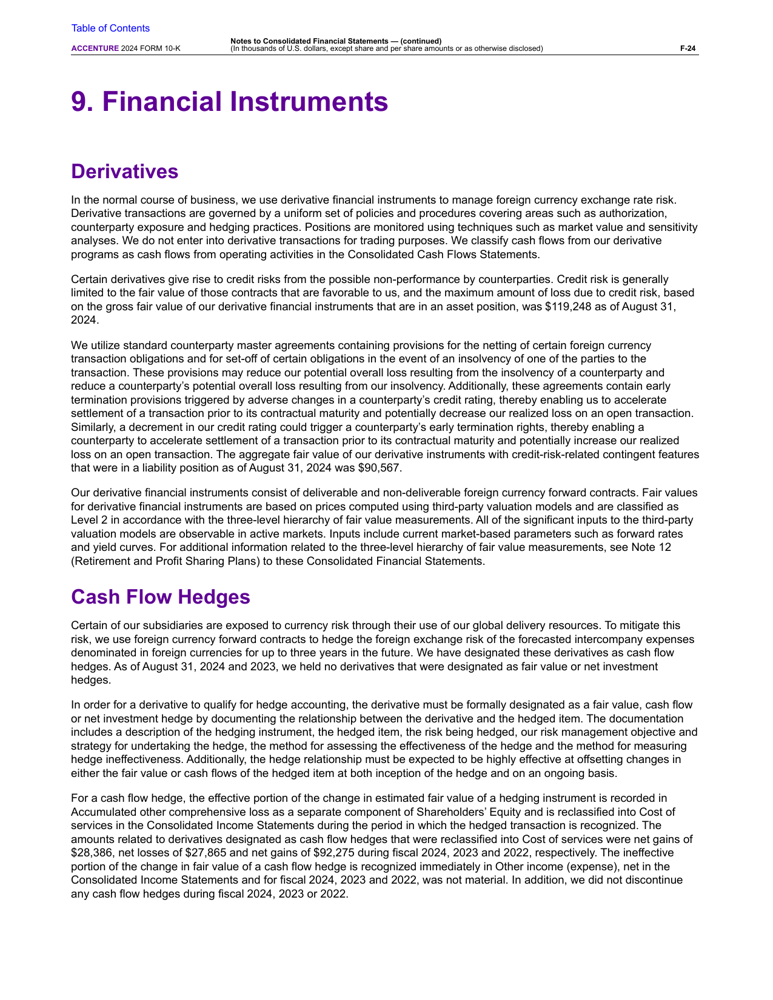 Table of Contents
Notes to Consolidated Financial Statements — (continued)
ACCENTURE 2024 FORM 10-K
(In thousands of U.S. dollars, except share and per share amounts or as otherwise disclosed)
F-24
9. Financial Instruments
Derivatives
In the normal course of business, we use derivative financial instruments to manage foreign currency exchange rate risk.
Derivative transactions are governed by a uniform set of policies and procedures covering areas such as authorization,
counterparty exposure and hedging practices. Positions are monitored using techniques such as market value and sensitivity
analyses. We do not enter into derivative transactions for trading purposes. We classify cash flows from our derivative
programs as cash flows from operating activities in the Consolidated Cash Flows Statements.
Certain derivatives give rise to credit risks from the possible non-performance by counterparties. Credit risk is generally
limited to the fair value of those contracts that are favorable to us, and the maximum amount of loss due to credit risk, based
on the gross fair value of our derivative financial instruments that are in an asset position, was $119,248 as of August 31,
2024.
We utilize standard counterparty master agreements containing provisions for the netting of certain foreign currency
transaction obligations and for set-off of certain obligations in the event of an insolvency of one of the parties to the
transaction. These provisions may reduce our potential overall loss resulting from the insolvency of a counterparty and
reduce a counterparty’s potential overall loss resulting from our insolvency. Additionally, these agreements contain early
termination provisions triggered by adverse changes in a counterparty’s credit rating, thereby enabling us to accelerate
settlement of a transaction prior to its contractual maturity and potentially decrease our realized loss on an open transaction.
Similarly, a decrement in our credit rating could trigger a counterparty’s early termination rights, thereby enabling a
counterparty to accelerate settlement of a transaction prior to its contractual maturity and potentially increase our realized
loss on an open transaction. The aggregate fair value of our derivative instruments with credit-risk-related contingent features
that were in a liability position as of August 31, 2024 was $90,567.
Our derivative financial instruments consist of deliverable and non-deliverable foreign currency forward contracts. Fair values
for derivative financial instruments are based on prices computed using third-party valuation models and are classified as
Level 2 in accordance with the three-level hierarchy of fair value measurements. All of the significant inputs to the third-party
valuation models are observable in active markets. Inputs include current market-based parameters such as forward rates
and yield curves. For additional information related to the three-level hierarchy of fair value measurements, see Note 12
(Retirement and Profit Sharing Plans) to these Consolidated Financial Statements.
Cash Flow Hedges
Certain of our subsidiaries are exposed to currency risk through their use of our global delivery resources. To mitigate this
risk, we use foreign currency forward contracts to hedge the foreign exchange risk of the forecasted intercompany expenses
denominated in foreign currencies for up to three years in the future. We have designated these derivatives as cash flow
hedges. As of August 31, 2024 and 2023, we held no derivatives that were designated as fair value or net investment
hedges.
In order for a derivative to qualify for hedge accounting, the derivative must be formally designated as a fair value, cash flow
or net investment hedge by documenting the relationship between the derivative and the hedged item. The documentation
includes a description of the hedging instrument, the hedged item, the risk being hedged, our risk management objective and
strategy for undertaking the hedge, the method for assessing the effectiveness of the hedge and the method for measuring
hedge ineffectiveness. Additionally, the hedge relationship must be expected to be highly effective at offsetting changes in
either the fair value or cash flows of the hedged item at both inception of the hedge and on an ongoing basis.
For a cash flow hedge, the effective portion of the change in estimated fair value of a hedging instrument is recorded in
Accumulated other comprehensive loss as a separate component of Shareholders’ Equity and is reclassified into Cost of
services in the Consolidated Income Statements during the period in which the hedged transaction is recognized. The
amounts related to derivatives designated as cash flow hedges that were reclassified into Cost of services were net gains of
$28,386, net losses of $27,865 and net gains of $92,275 during fiscal 2024, 2023 and 2022, respectively. The ineffective
portion of the change in fair value of a cash flow hedge is recognized immediately in Other income (expense), net in the
Consolidated Income Statements and for fiscal 2024, 2023 and 2022, was not material. In addition, we did not discontinue
any cash flow hedges during fiscal 2024, 2023 or 2022.